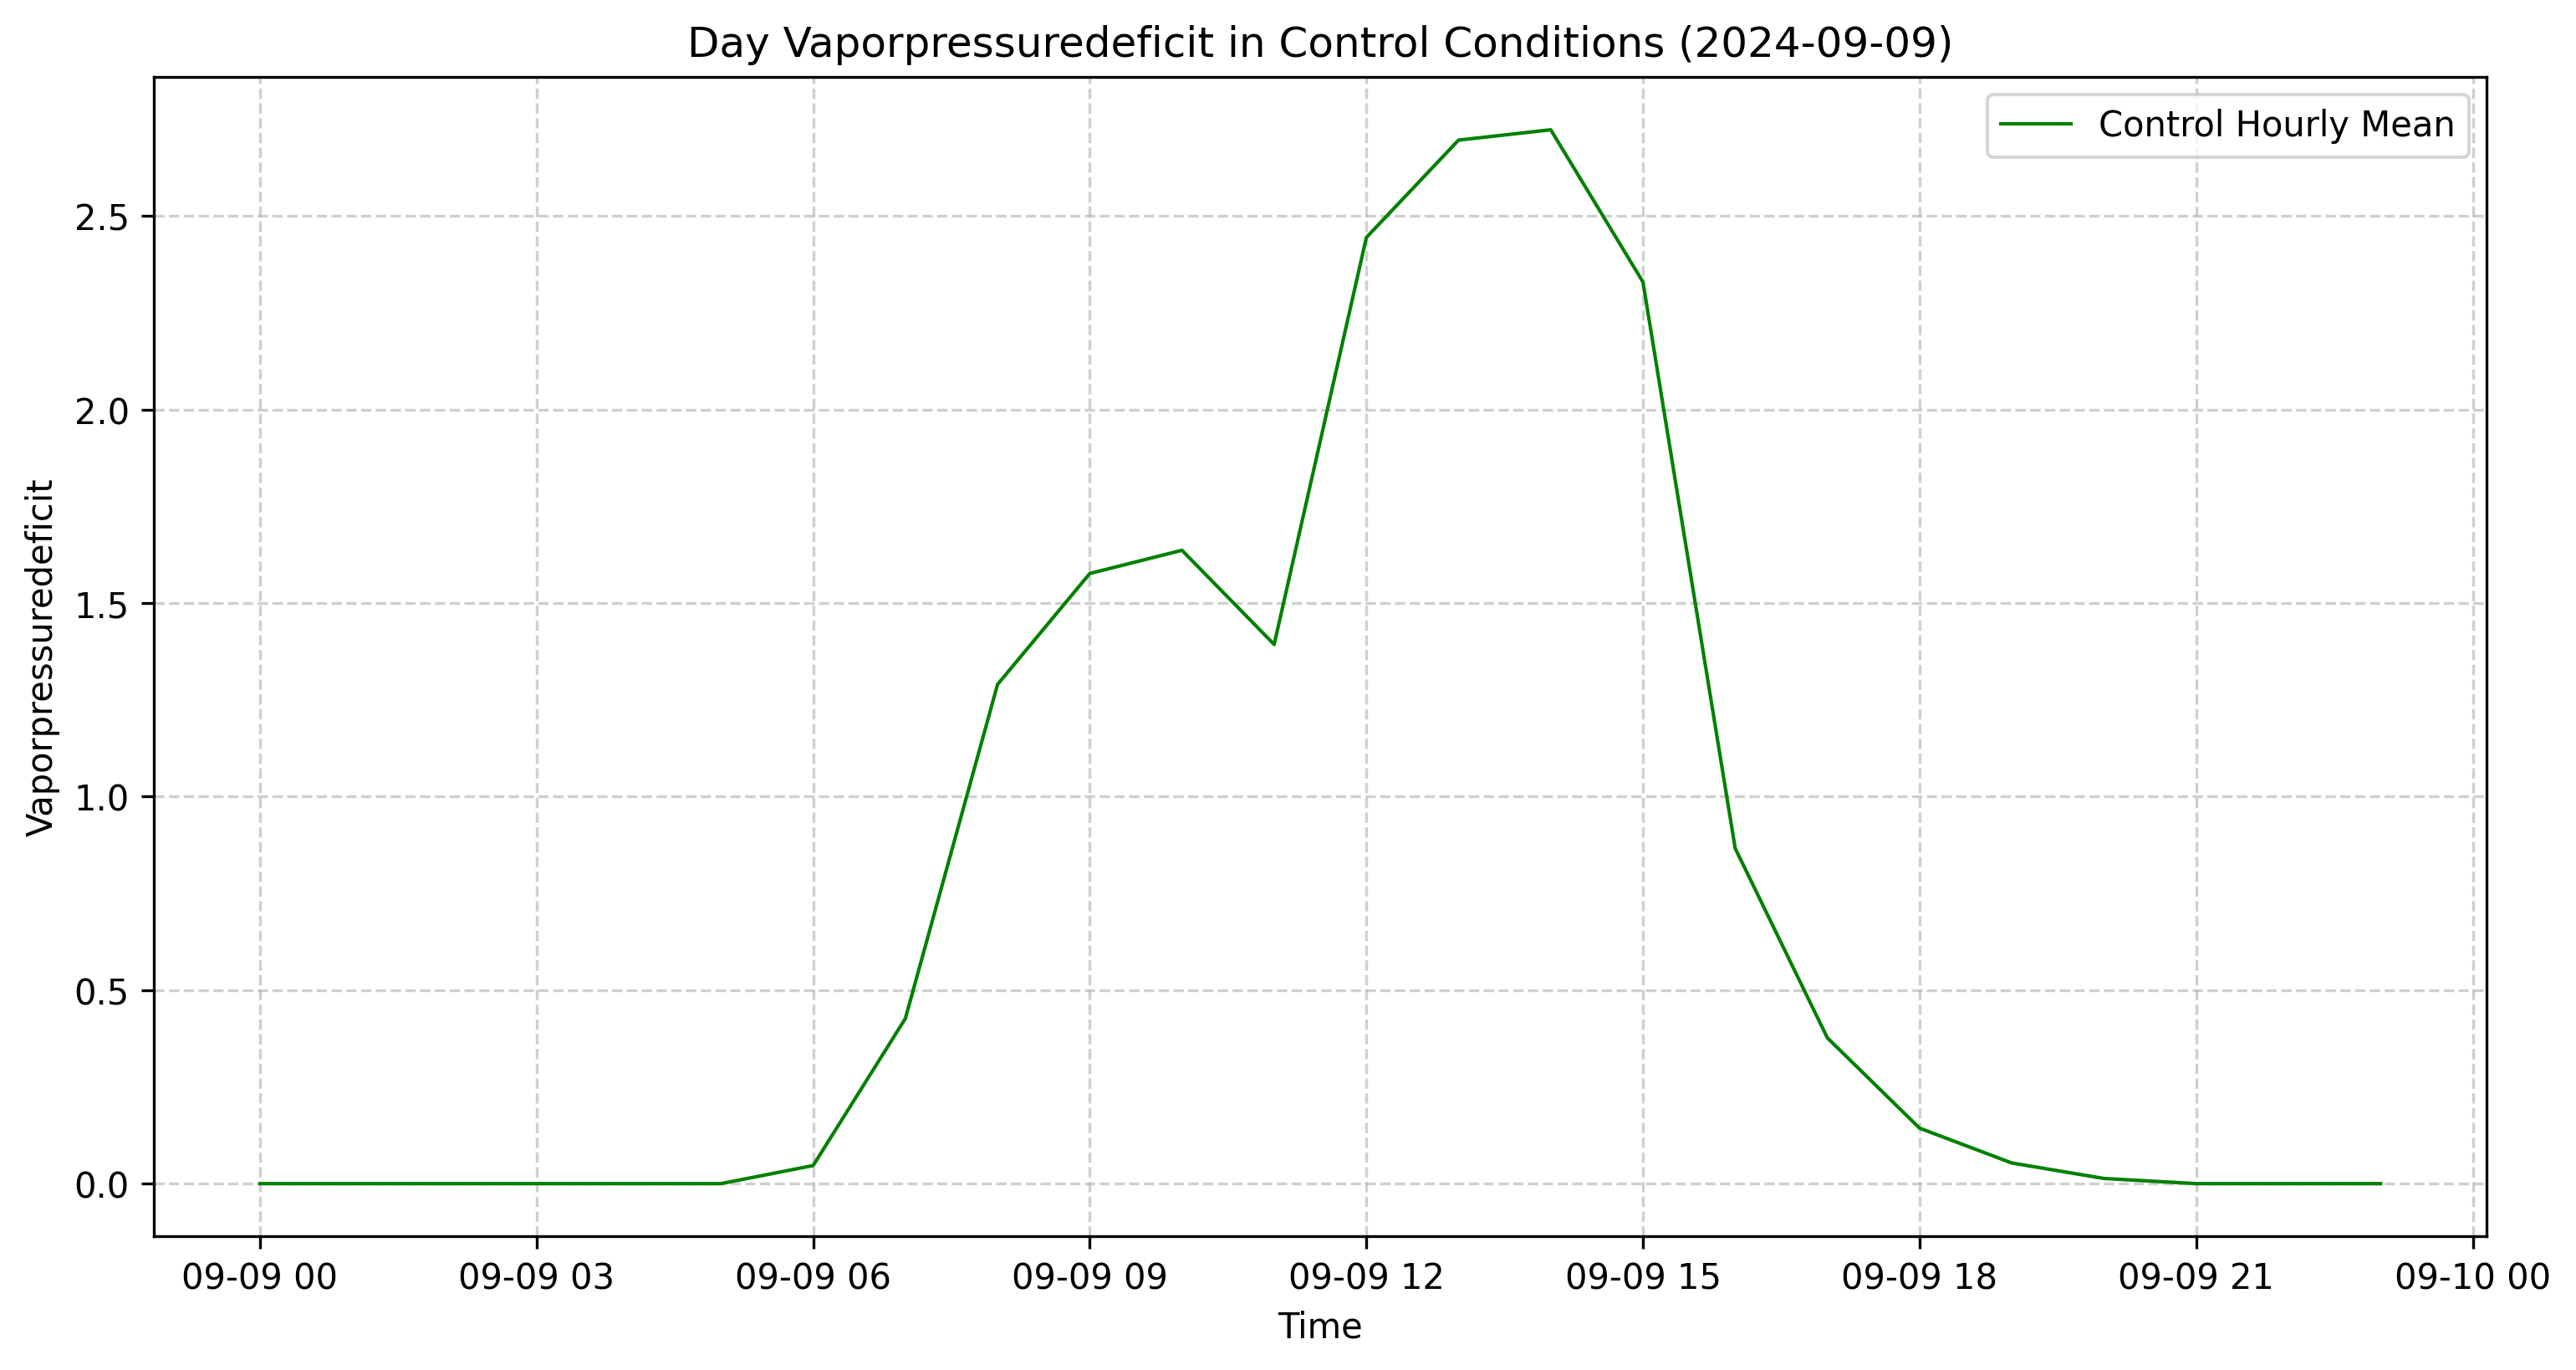 Day Vaporpressuredeficit in Control Conditions (2024-09-09)
Control Hourly Mean
Vaporpressuredeficit
2.5
2.0
1.5
1.0
0.5
0.0
09-09 00 09-09 03 09-09 06 09-09 09 09-09 12 09-09 15 09-09 18 09-09 21 09-10 00
Time